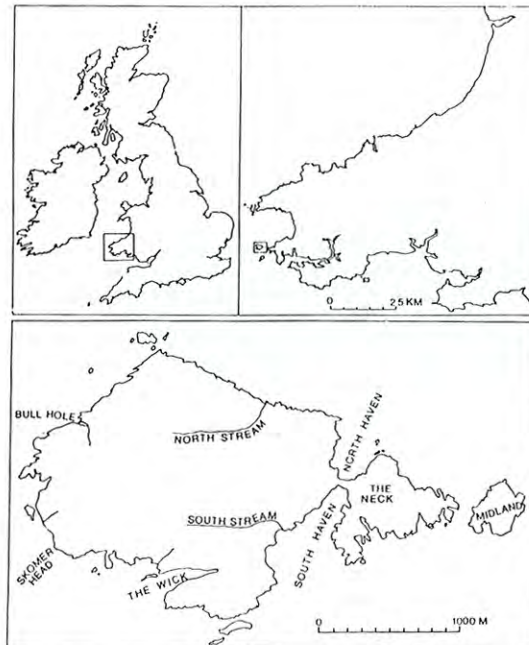 0 25 KM
BULL HOLE
NORTH STREAM
NORTH HAVEN
THE NECK
MIDLAND
SOUTH STREAM
SOUTH HAVEN
SKOMER HEAD
THE WICK
0 1000 M